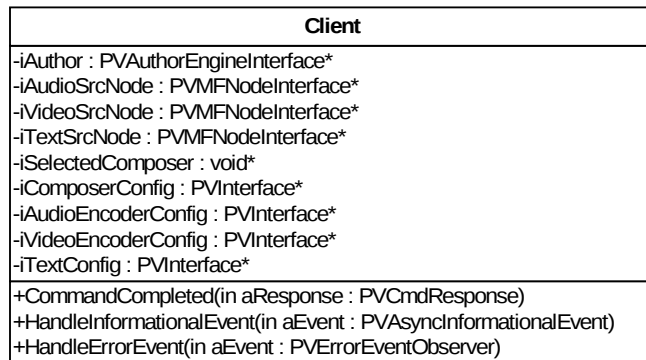 Client
-iAuthor : PVAuthorEngineInterface*
-iAudioSrcNode : PVMFNodeInterface*
-iVideoSrcNode : PVMFNodeInterface*
-iTextSrcNode : PVMFNodeInterface*
-iSelectedComposer : void*
-iComposerConfig : PVInterface*
-iAudioEncoderConfig : PVInterface*
-iVideoEncoderConfig : PVInterface*
-iTextConfig : PVInterface*
+CommandCompleted(in aResponse : PVCmdResponse)
+HandleInformationalEvent(in aEvent : PVAsyncInformationalEvent)
+HandleErrorEvent(in aEvent : PVErrorEventObserver)